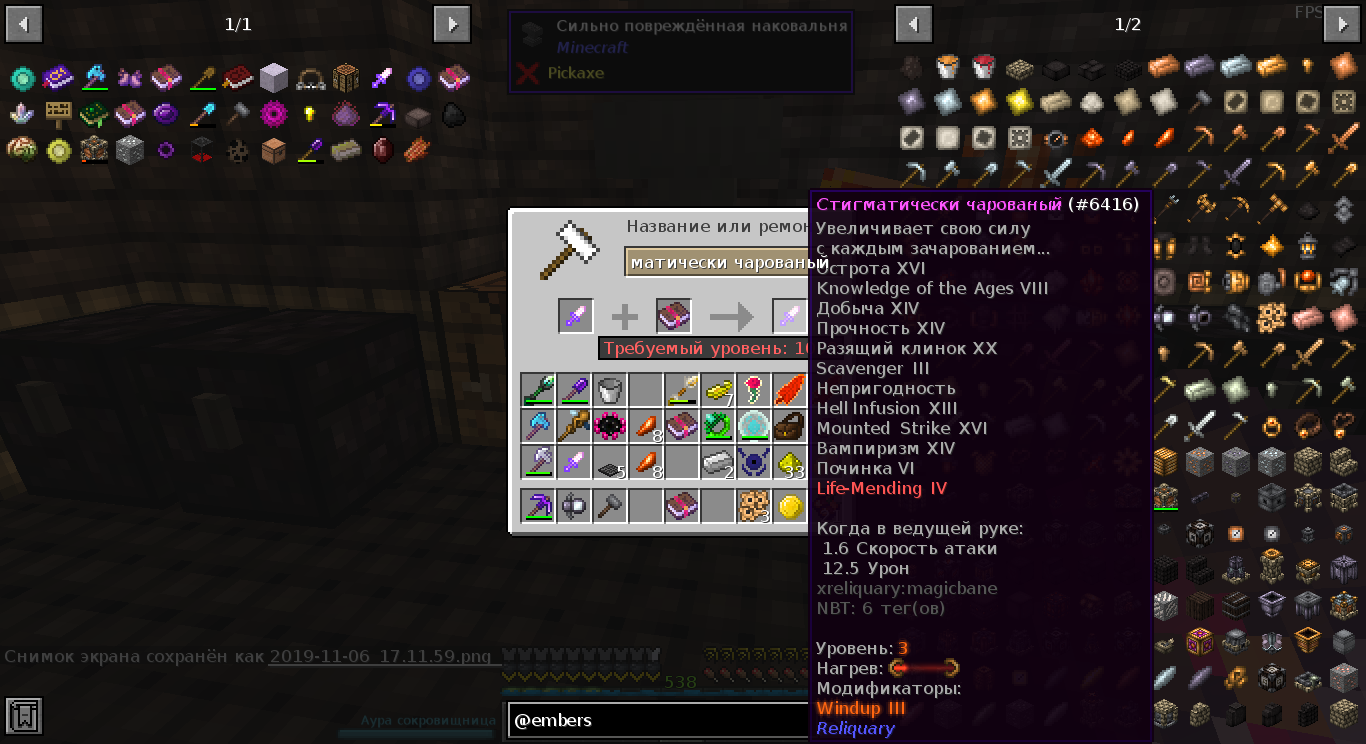 1/1
Сильно повреждённая наковальня
Minecraft
Pickaxe
1/2
FPS
Название или ремон
матически чарованый
Требуемый уровень: 1
7
8
5
8
2
33
3
Стигматически чарованый (#6416)
Увеличивает свою силу
с каждым зачарованием...
Острота XVI
Knowledge of the Ages VIII
Добыча XIV
Прочность XIV
Разящий клинок XX
Scavenger III
Непригодность
Hell Infusion XIII
Mounted Strike XVI
Вампиризм XIV
Починка VI
Life-Mending IV
Когда в ведущей руке:
1.6 Скорость атаки
12.5 Урон
xreliquary:magicbane
NBT: 6 тег(ов)
Уровень: 3
Нагрев:
Модификаторы:
Windup III
Reliquary
Снимок экрана сохранён как 2019-11-06_17.11.59.png
538
Аура сокровищница
@embers